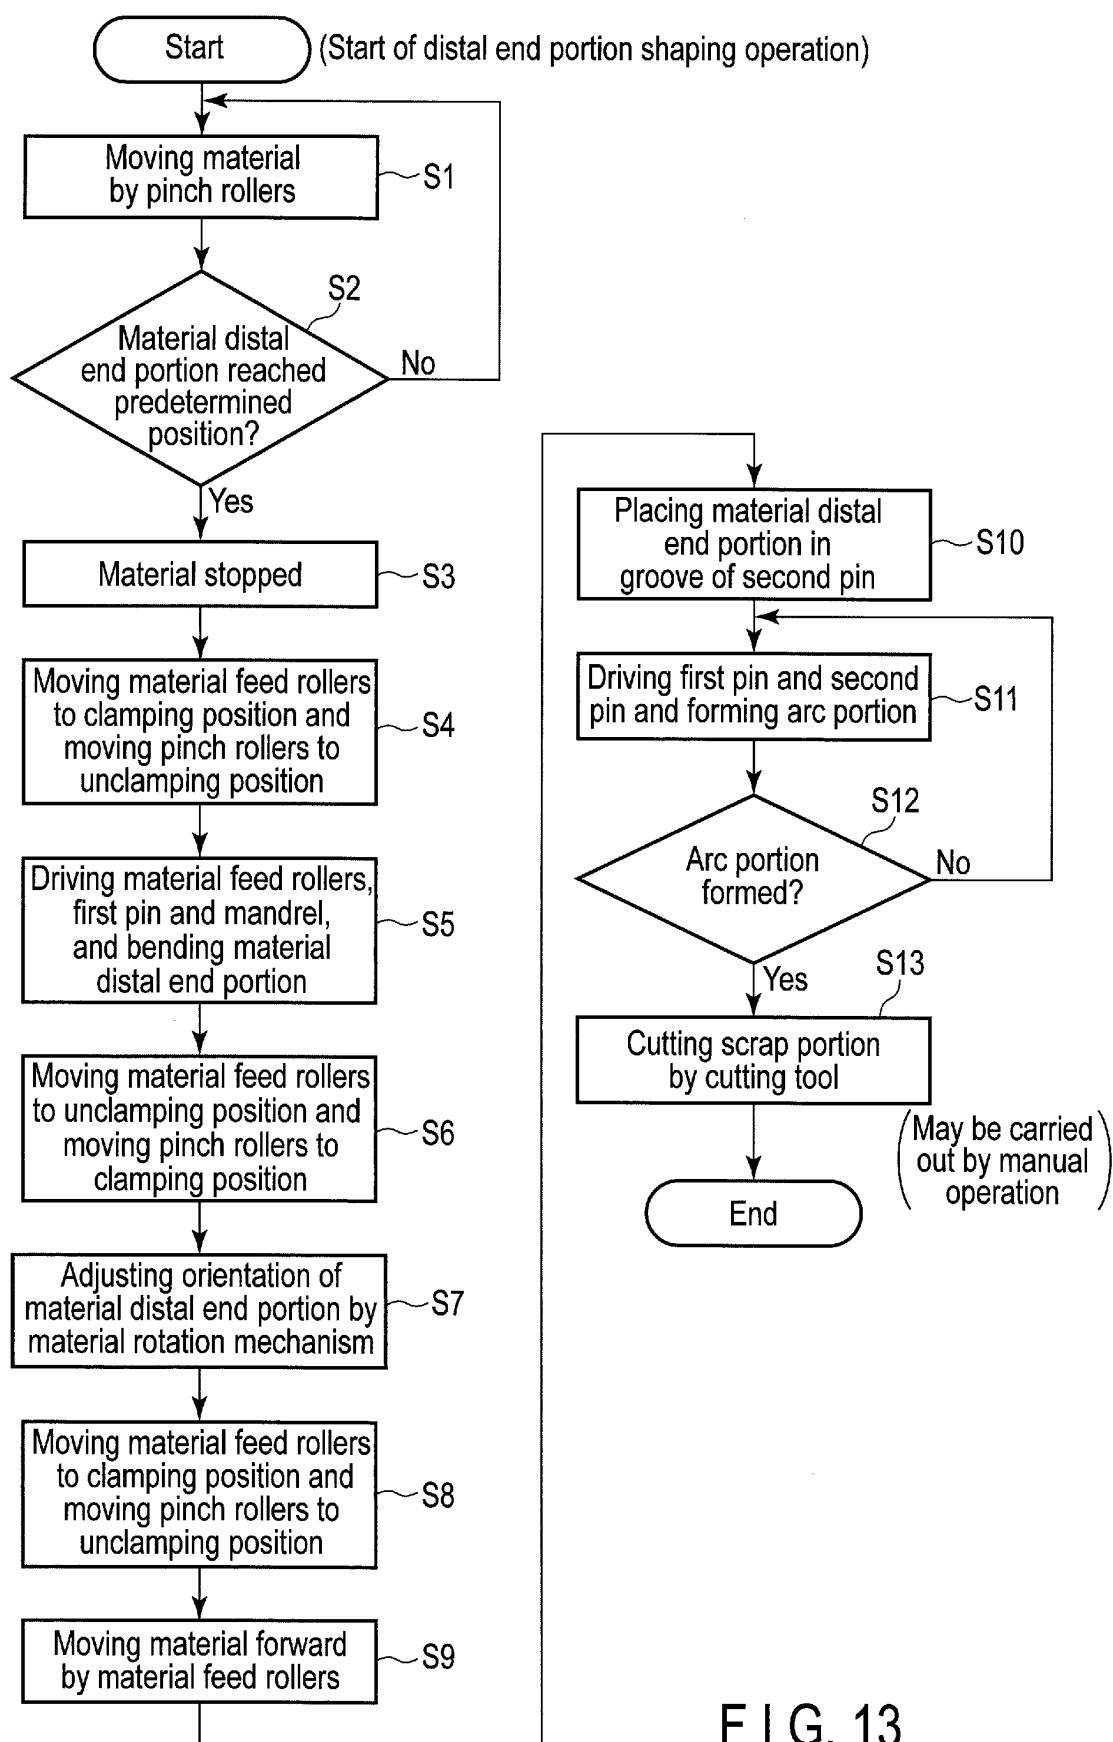 Start
(Start of distal end portion shaping operation)
Moving material
by pinch rollers
S1
S2
Material distal
end portion reached
predetermined
position?
No
Yes
Material stopped
S3
Moving material feed rollers
to clamping position and
moving pinch rollers to
unclamping position
S4
Driving material feed rollers,
first pin and mandrel,
and bending material
distal end portion
S5
Moving material feed rollers
to unclamping position and
moving pinch rollers to
clamping position
S6
Adjusting orientation of
material distal end portion by
material rotation mechanism
S7
Moving material feed rollers
to clamping position and
moving pinch rollers to
unclamping position
S8
Moving material forward
by material feed rollers
S9
Placing material distal
end portion in
groove of second pin
S10
Driving first pin and second
pin and forming arc portion
S11
S12
Arc portion
formed?
No
Yes
S13
Cutting scrap portion
by cutting tool
(May be carried
out by manual
operation)
End
FIG. 13